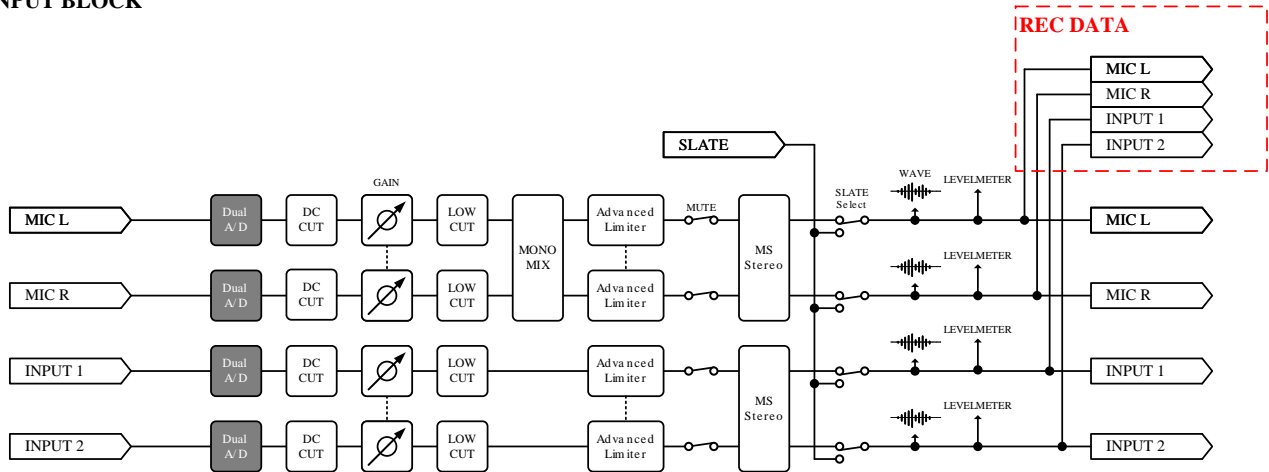 NPUT BLOCK
REC DATA
MIC L
MIC R
INPUT 1
INPUT 2
SLATE
GAIN
MUTE
SLATE
Select
WAVE
LEVELMETER
MIC L
Dual
A/D
DC
CUT
LOW
CUT
MONO
MIX
Advanced
Limiter
MS
Stereo
MIC L
LEVELMETER
MIC R
Dual
A/D
DC
CUT
LOW
CUT
Advanced
Limiter
MIC R
LEVELMETER
INPUT 1
Dual
A/D
DC
CUT
LOW
CUT
Advanced
Limiter
MS
Stereo
INPUT 1
LEVELMETER
INPUT 2
Dual
A/D
DC
CUT
LOW
CUT
Advanced
Limiter
INPUT 2